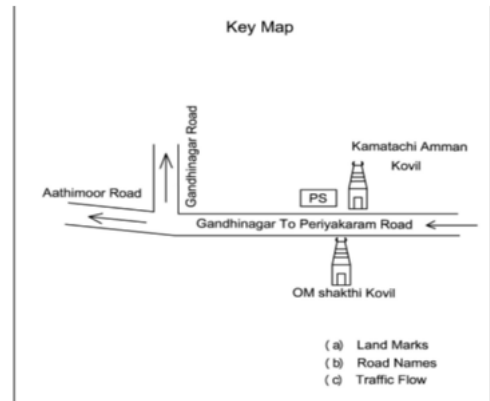 Key Map
Gandhinagar Road
Kamatachi Amman
Kovil
Aathimoor Road
PS
Gandhinagar To Periyakaram Road
OM shakthi Kovil
(a) Land Marks
(b) Road Names
(c) Traffic Flow